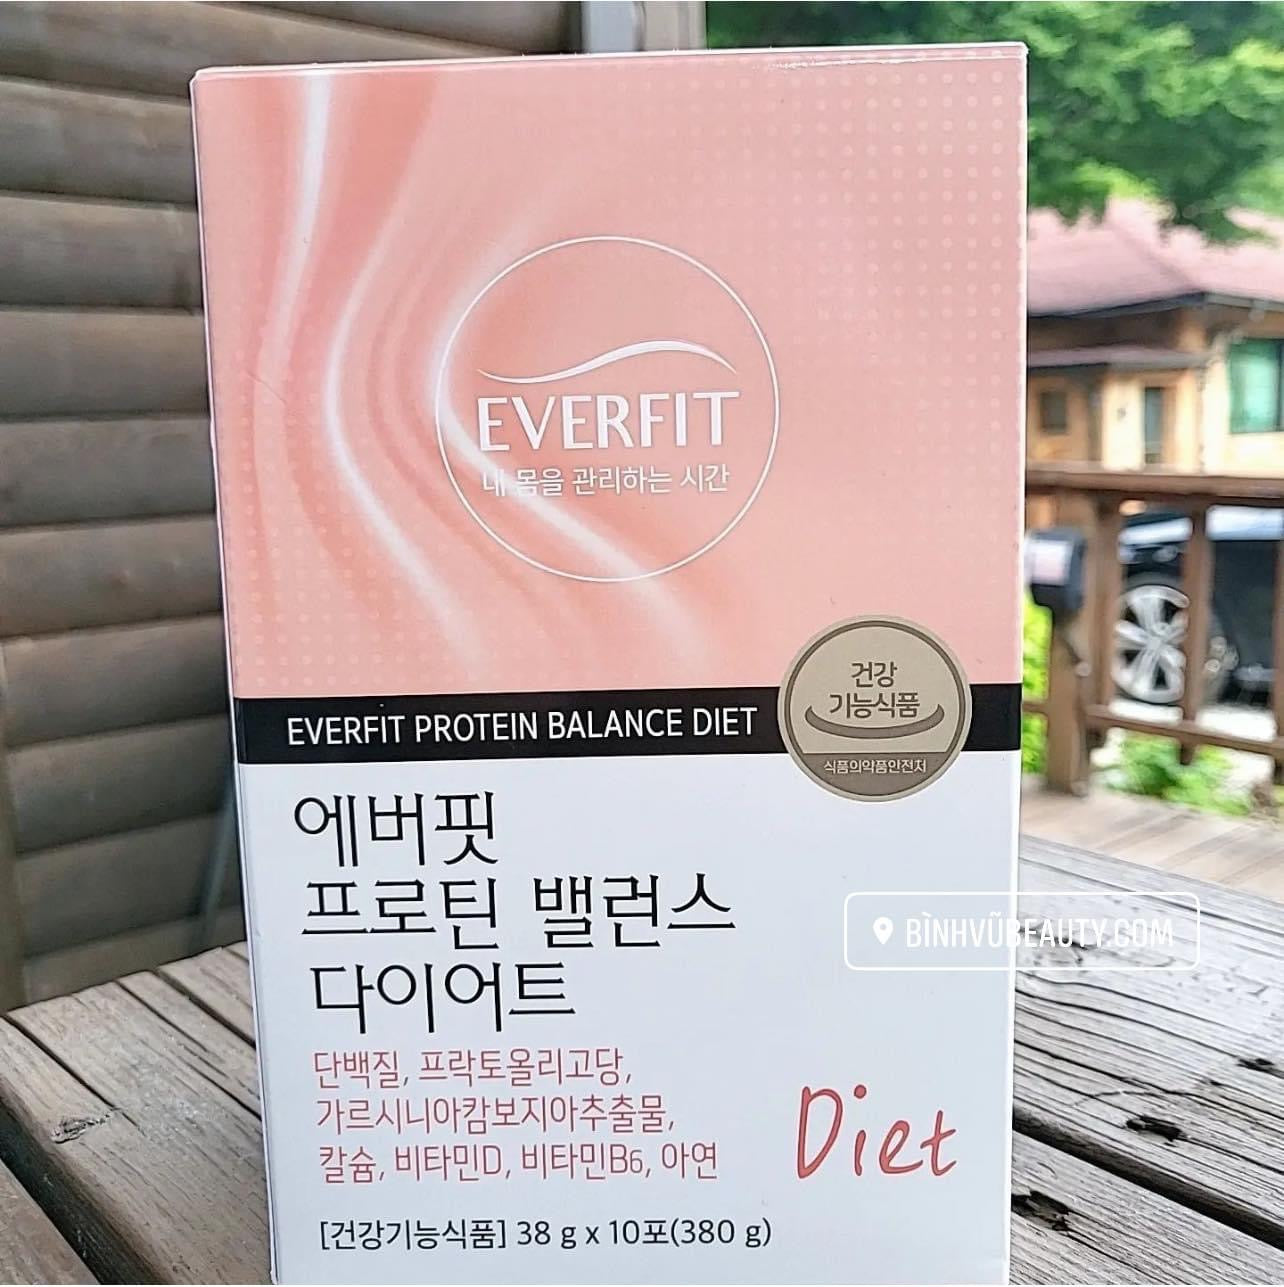 EVERFIT
내 몸을 관리하는 시간
건강
기능식품
식품의약품안전처
EVERFIT PROTEIN BALANCE DIET
에버핏
프로틴 밸런스
다이어트
BÌNHVŨBEAUTY.COM
단백질, 프락토올리고당,
가르시니아캄보지아추출물,
칼슘, 비타민D, 비타민B6, 아연
Diet
[건강기능식품] 38 g x 10포(380 g)